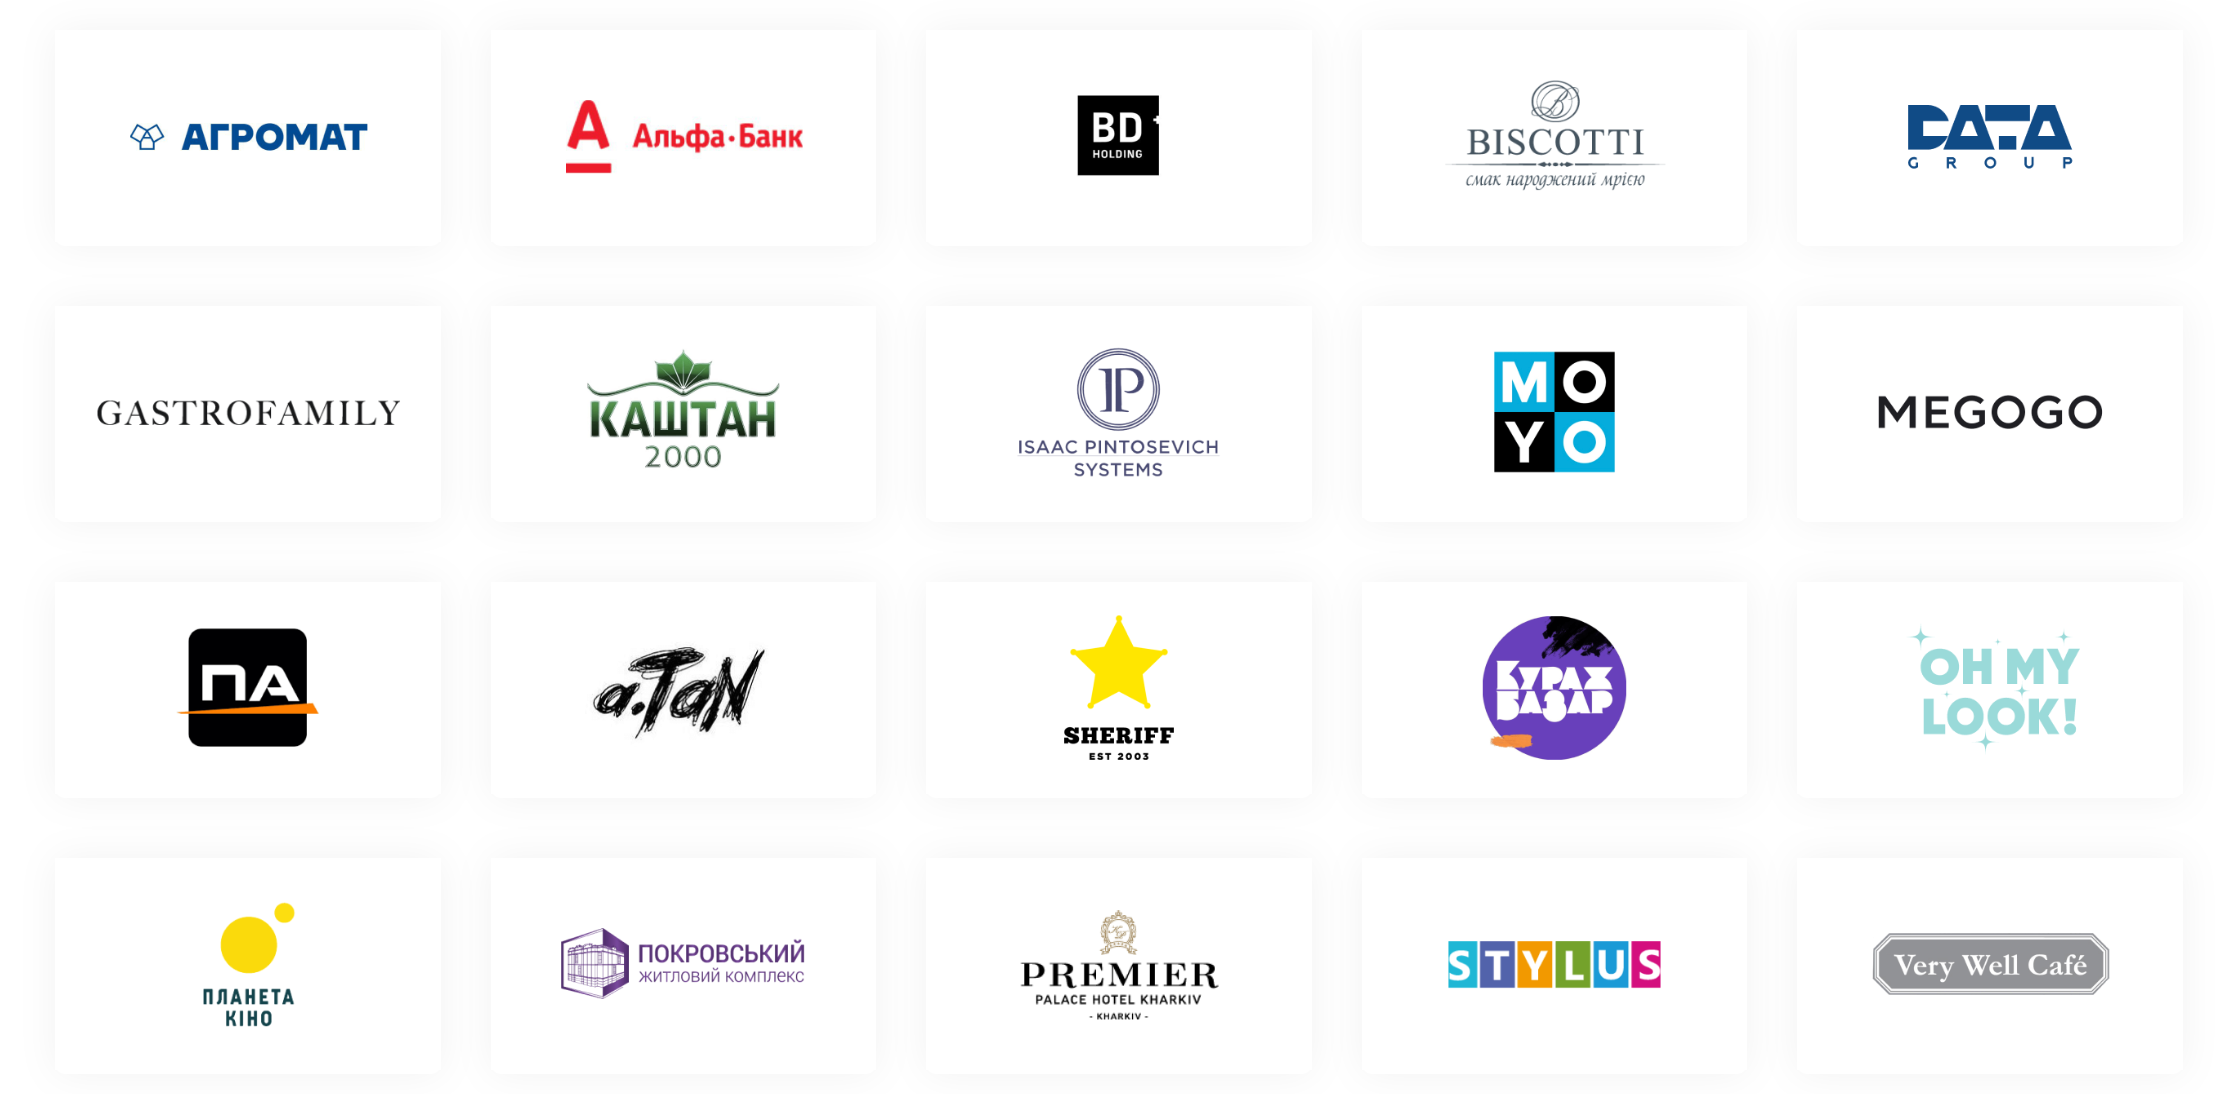 АГРОМАТ
А
Альфа·Банк
BD
HOLDING
B
BISCOTTI
смак народжений мрією
DATA
GROUP
GASTROFAMILY
КАШТАН
2000
IP
ISAAC PINTOSEVICH
SYSTEMS
MO
YO
MEGOGO
ПА
a.TaN
SHERIFF
EST 2003
Кураж
Базар
OH MY
LOOK!
ПЛАНЕТА
КІНО
ПОКРОВСЬКИЙ
ЖИТЛОВИЙ КОМПЛЕКС
PREMIER
PALACE HOTEL KHARKIV
- KHARKIV -
STYLUS
Very Well Café